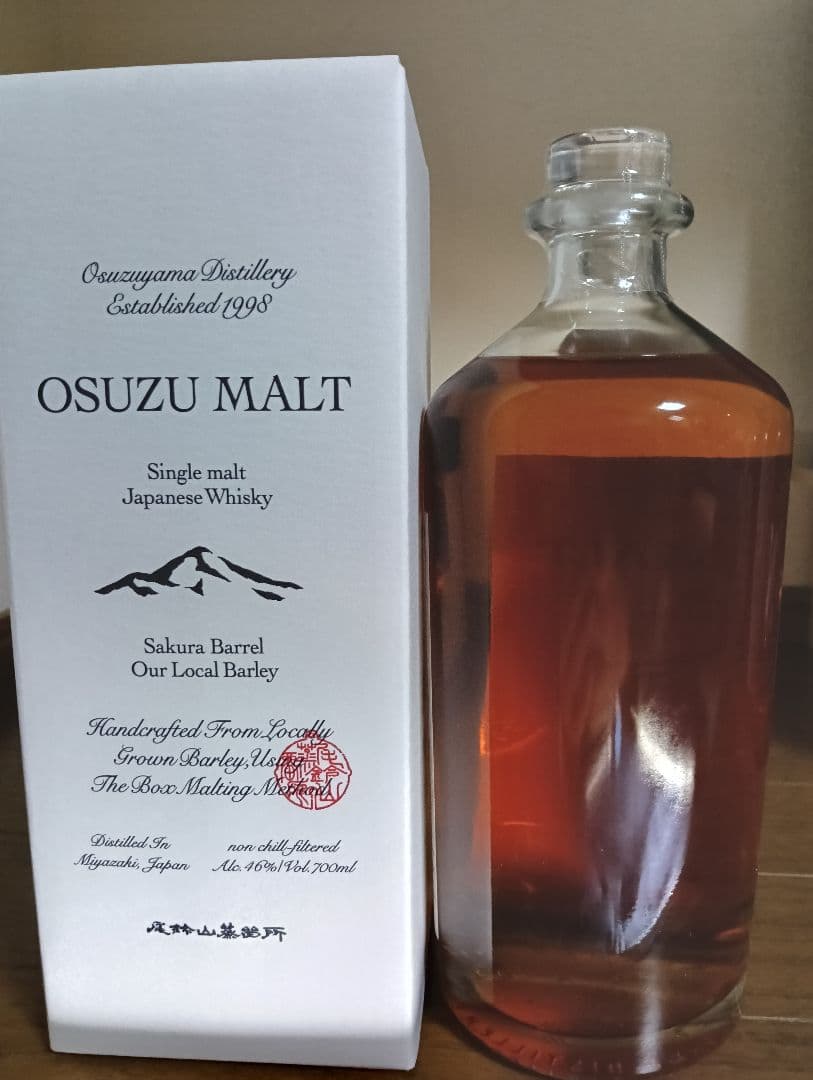 Osuzuyama Distillery
Established 1998
OSUZU MALT
Single malt
Japanese Whisky
Sakura Barrel
Our Local Barley
Handcrafted From Locally
Grown Barley, Using
The Box Malting Method
Distilled In
Miyazaki, Japan
non chill-filtered
Alc. 46% | Vol. 700ml
尾鈴山蒸留所